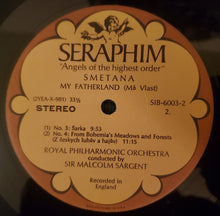 SERAPHIM
"Angels of the highest order"
SMETANA
MY FATHERLAND (Má Vlast)
(2YEA-X-981) 33⅓
STEREO
SIB-6003-2
2.
1) No. 3: Šarka 9:53
2) No. 4: From Bohemia's Meadows and Forests
(Z českych luhův a hajův) 11:15
ROYAL PHILHARMONIC ORCHESTRA
conducted by
SIR MALCOLM SARGENT
Recorded in
England